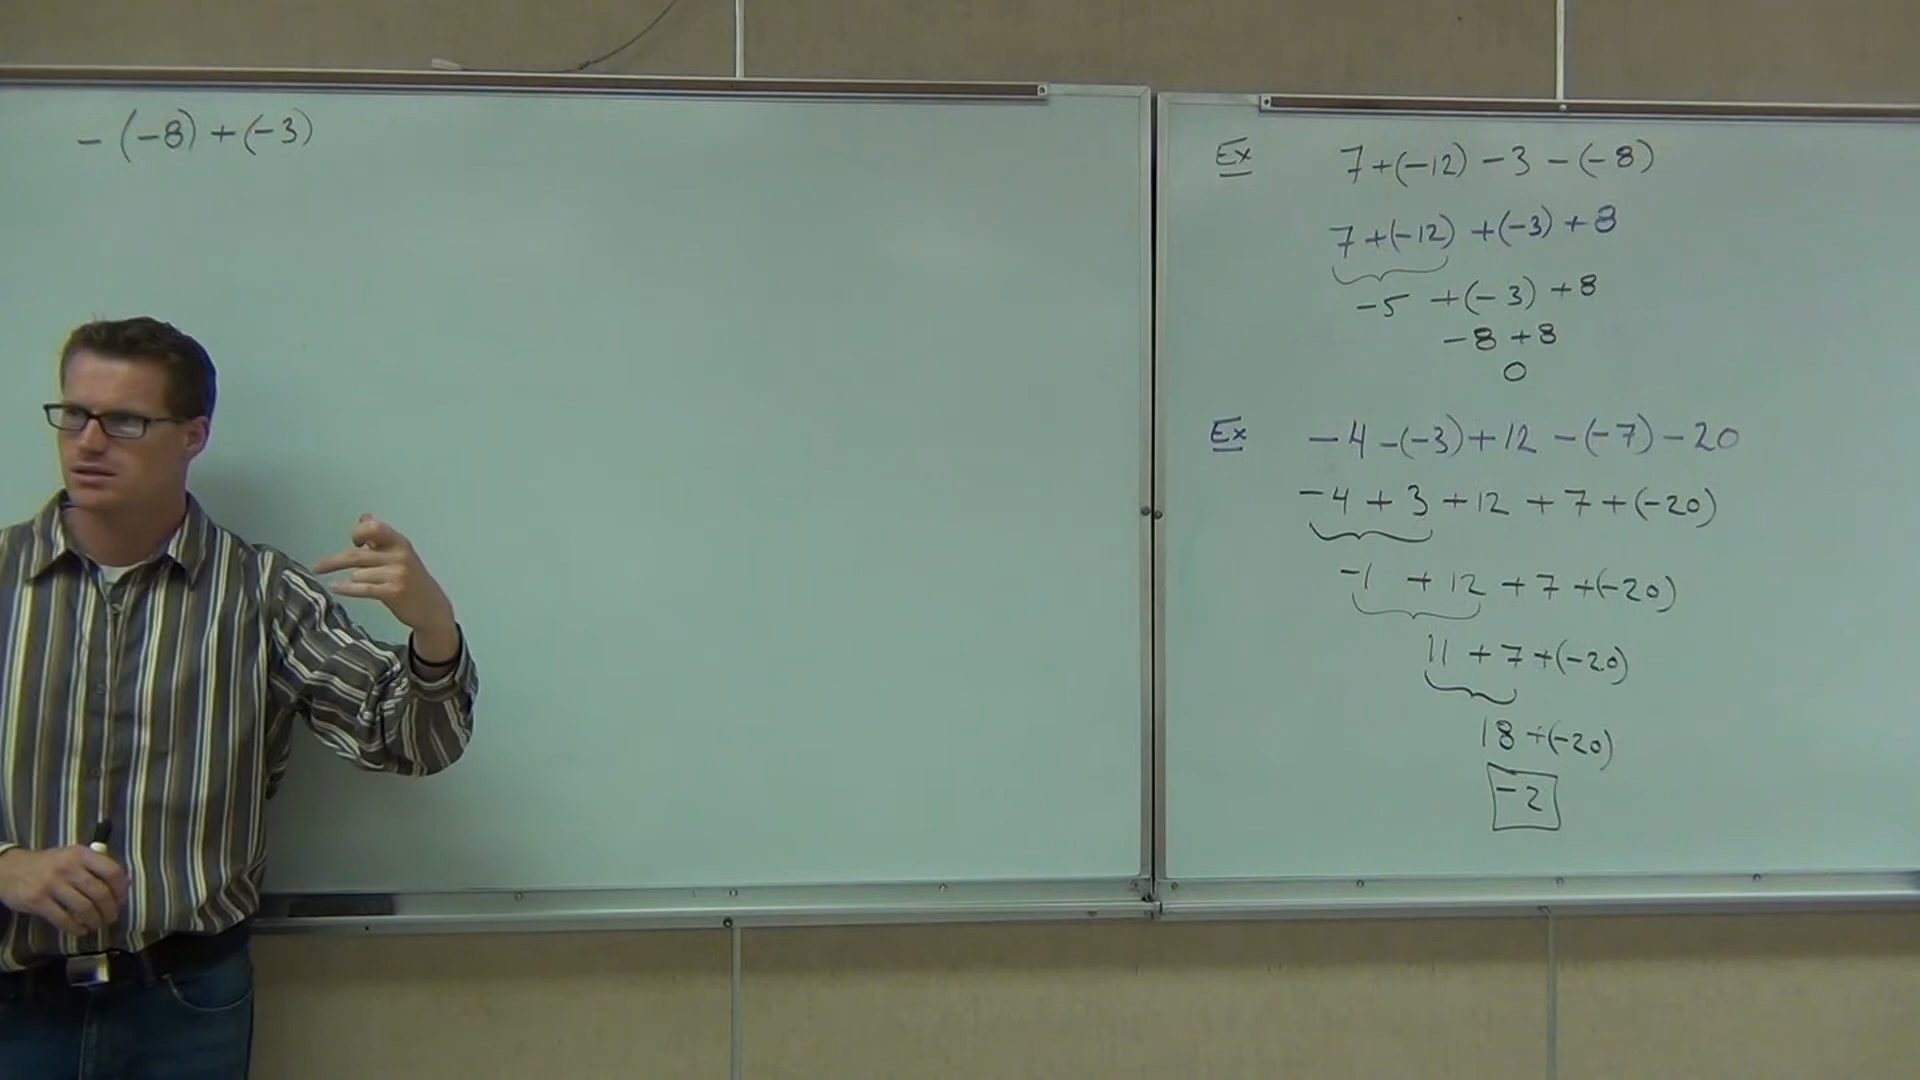 - (-8) + (-3)
Ex 7 + (-12) - 3 - (-8)
7 + (-12) + (-3) + 8
-5 + (-3) + 8
-8 + 8
0
Ex -4 - (-3) + 12 - (-7) - 20
-4 + 3 + 12 + 7 + (-20)
-1 + 12 + 7 + (-20)
11 + 7 + (-20)
18 + (-20)
-2